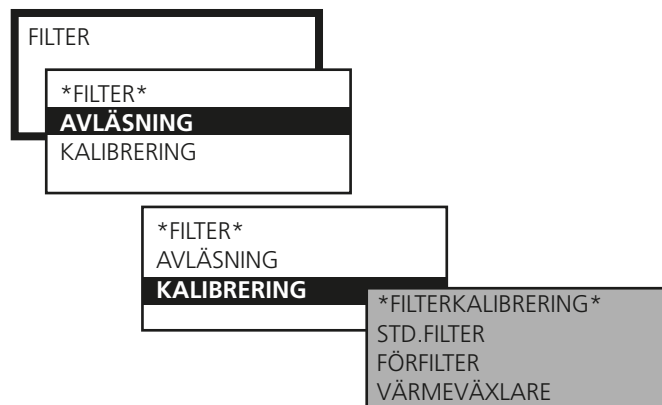 FILTER
*FILTER*
AVLÄSNING
KALIBRERING
*FILTER*
AVLÄSNING
KALIBRERING
*FILTERKALIBRERING*
STD.FILTER
FÖRFILTER
VÄRMEVÄXLARE